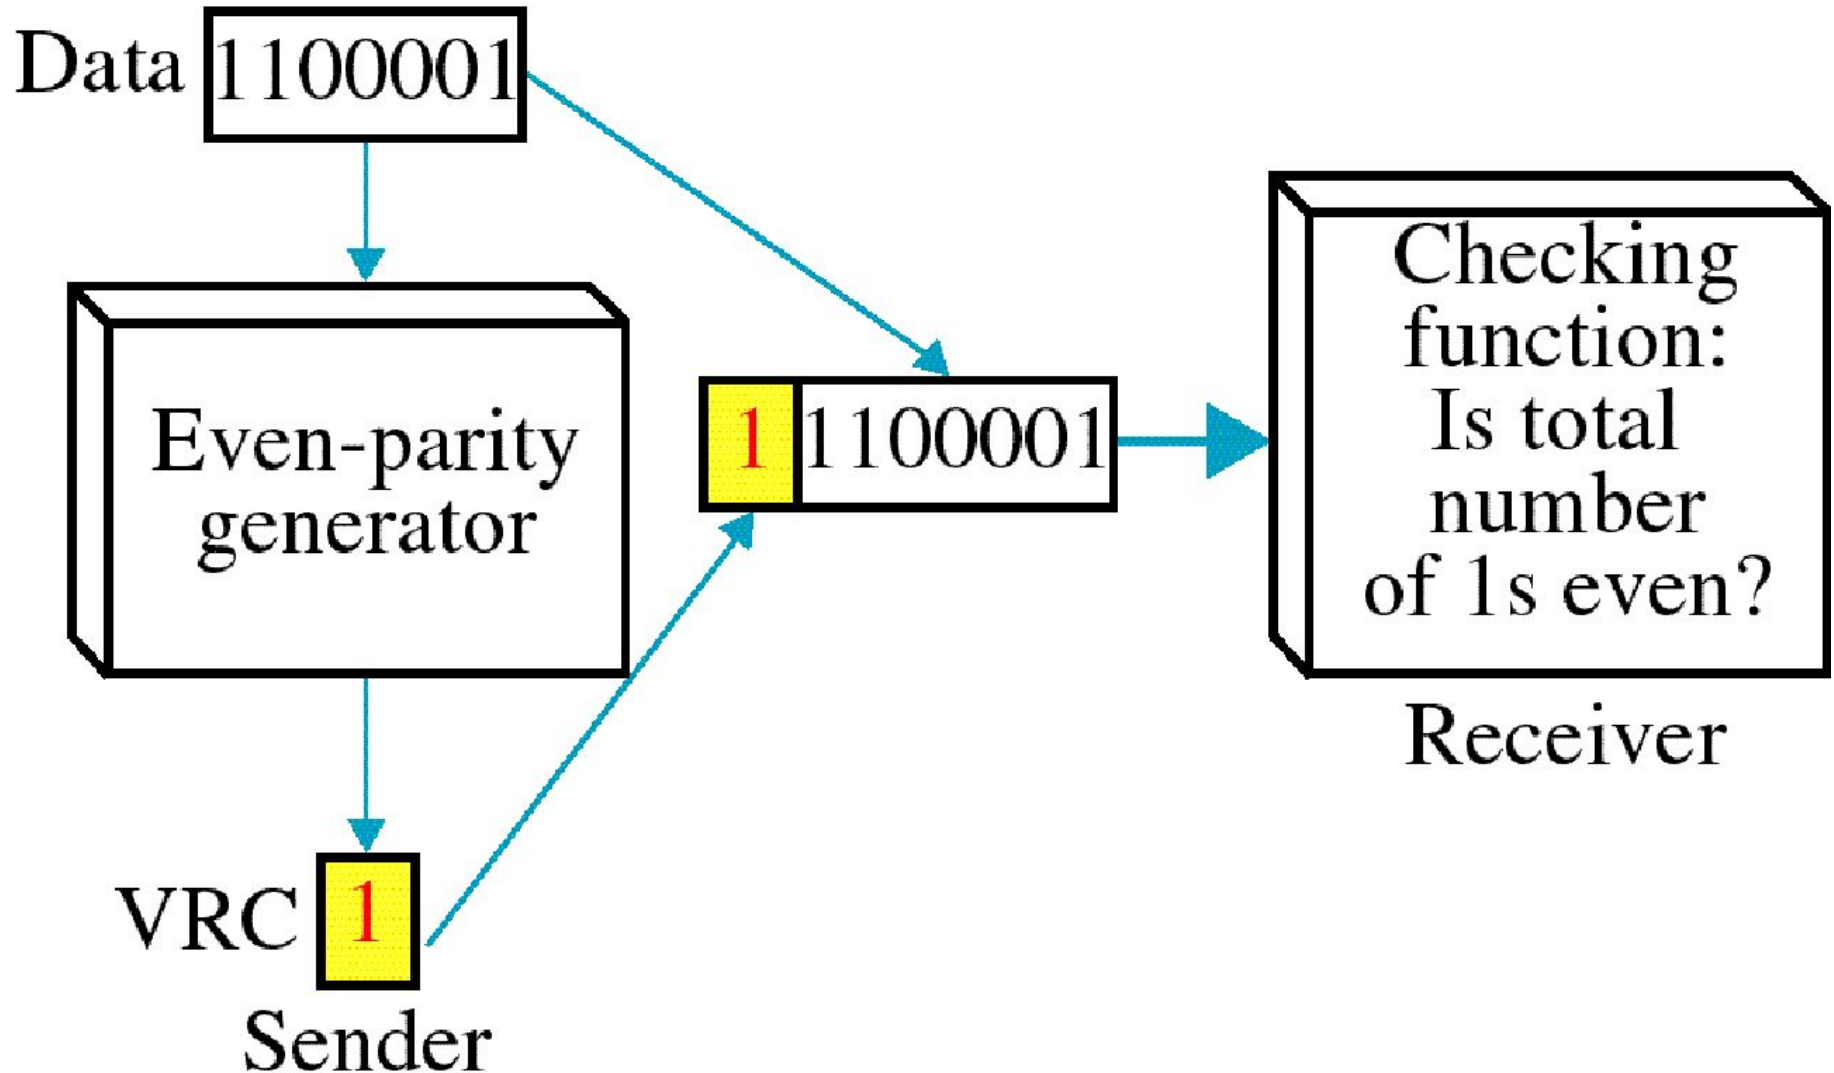 Data 1100001
Even-parity
generator
VRC 1
Sender
1 1100001
Checking
function:
Is total
number
of 1s even?
Receiver